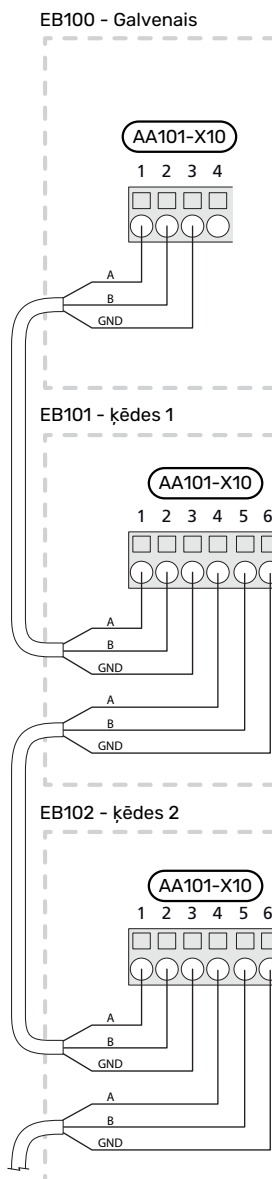 EB100 - Galvenais
AA101-X10
1 2 3 4
A
B
GND
EB101 - ķēdes 1
AA101-X10
1 2 3 4 5 6
A
B
GND
A
B
GND
EB102 - ķēdes 2
AA101-X10
1 2 3 4 5 6
A
B
GND
A
B
GND